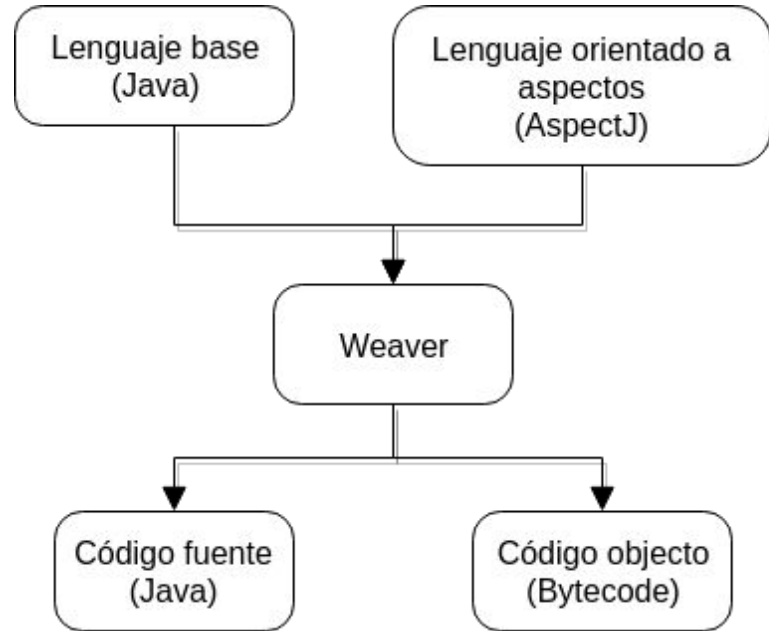 Lenguaje base
(Java)
Lenguaje orientado a
aspectos
(AspectJ)
Weaver
Código fuente
(Java)
Código objecto
(Bytecode)